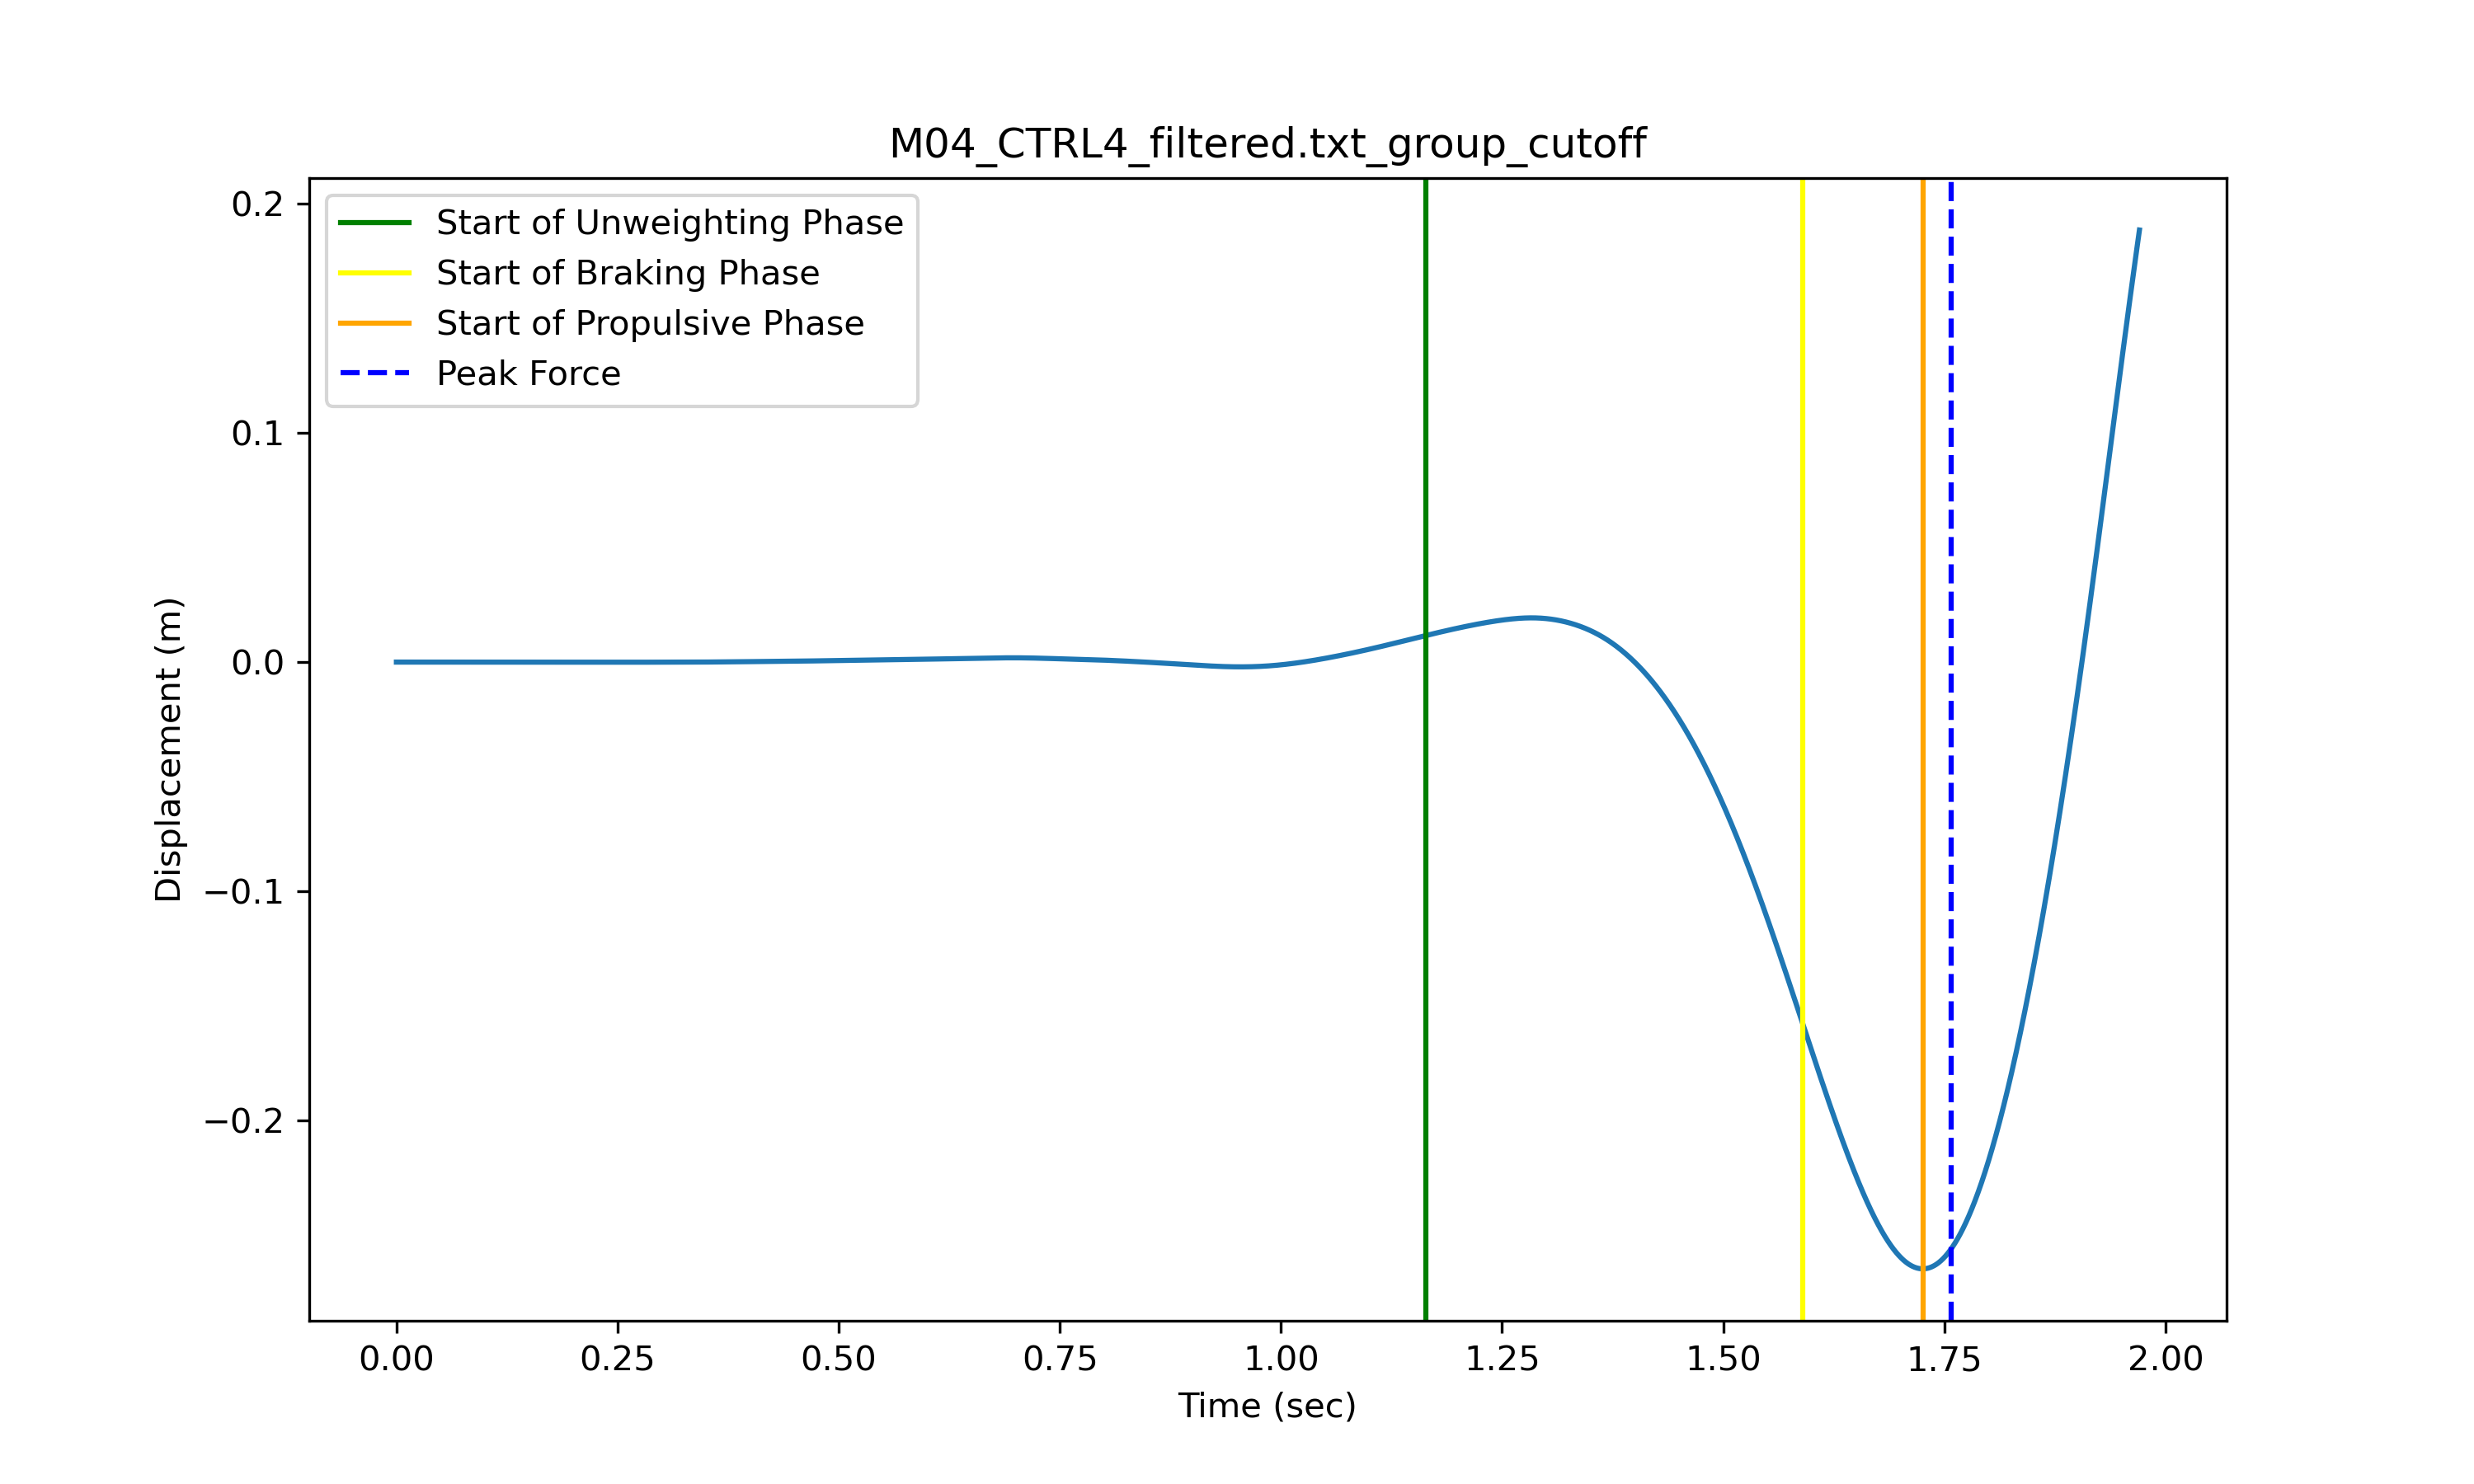 M04_CTRL4_filtered.txt_group_cutoff
Start of Unweighting Phase
Start of Braking Phase
Start of Propulsive Phase
Peak Force
0.2
0.1
0.0
−0.1
−0.2
Displacement (m)
0.00 0.25 0.50 0.75 1.00 1.25 1.50 1.75 2.00
Time (sec)